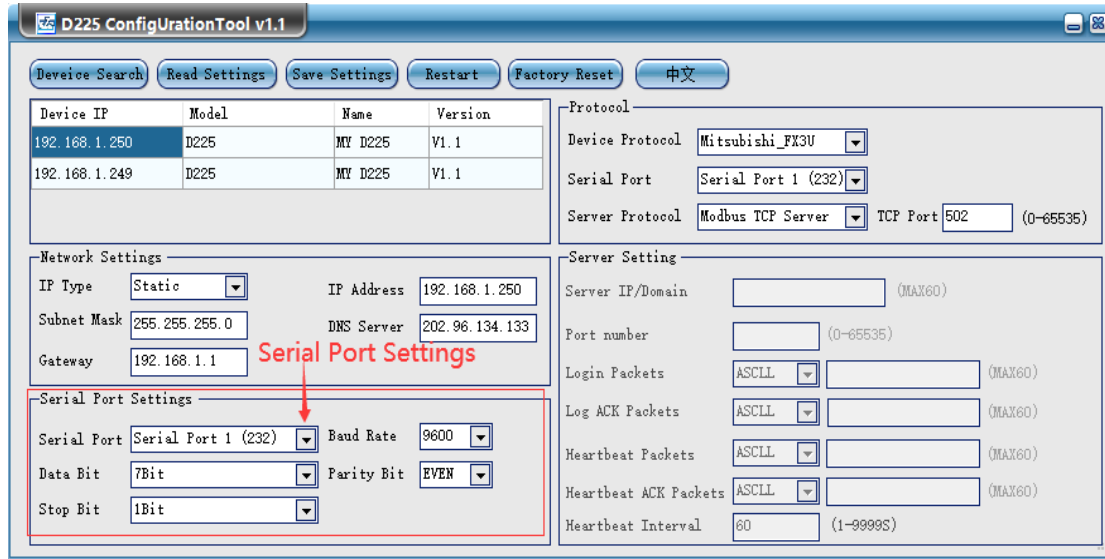 D225 ConfigUrationTool v1.1
Deveice Search Read Settings Save Settings Restart Factory Reset 中文
Device IP Model Name Version
192.168.1.250 D225 MY D225 V1.1
192.168.1.249 D225 MY D225 V1.1
Protocol
Device Protocol Mitsubishi_FX3U
Serial Port Serial Port 1 (232)
Server Protocol Modbus TCP Server TCP Port 502 (0-65535)
Network Settings
IP Type Static IP Address 192.168.1.250
Subnet Mask 255.255.255.0 DNS Server 202.96.134.133
Gateway 192.168.1.1
Serial Port Settings
Serial Port Settings
Serial Port Serial Port 1 (232) Baud Rate 9600
Data Bit 7Bit Parity Bit EVEN
Stop Bit 1Bit
Server Setting
Server IP/Domain (MAX60)
Port number (0-65535)
Login Packets ASCLL (MAX60)
Log ACK Packets ASCLL (MAX60)
Heartbeat Packets ASCLL (MAX60)
Heartbeat ACK Packets ASCLL (MAX60)
Heartbeat Interval 60 (1-9999S)